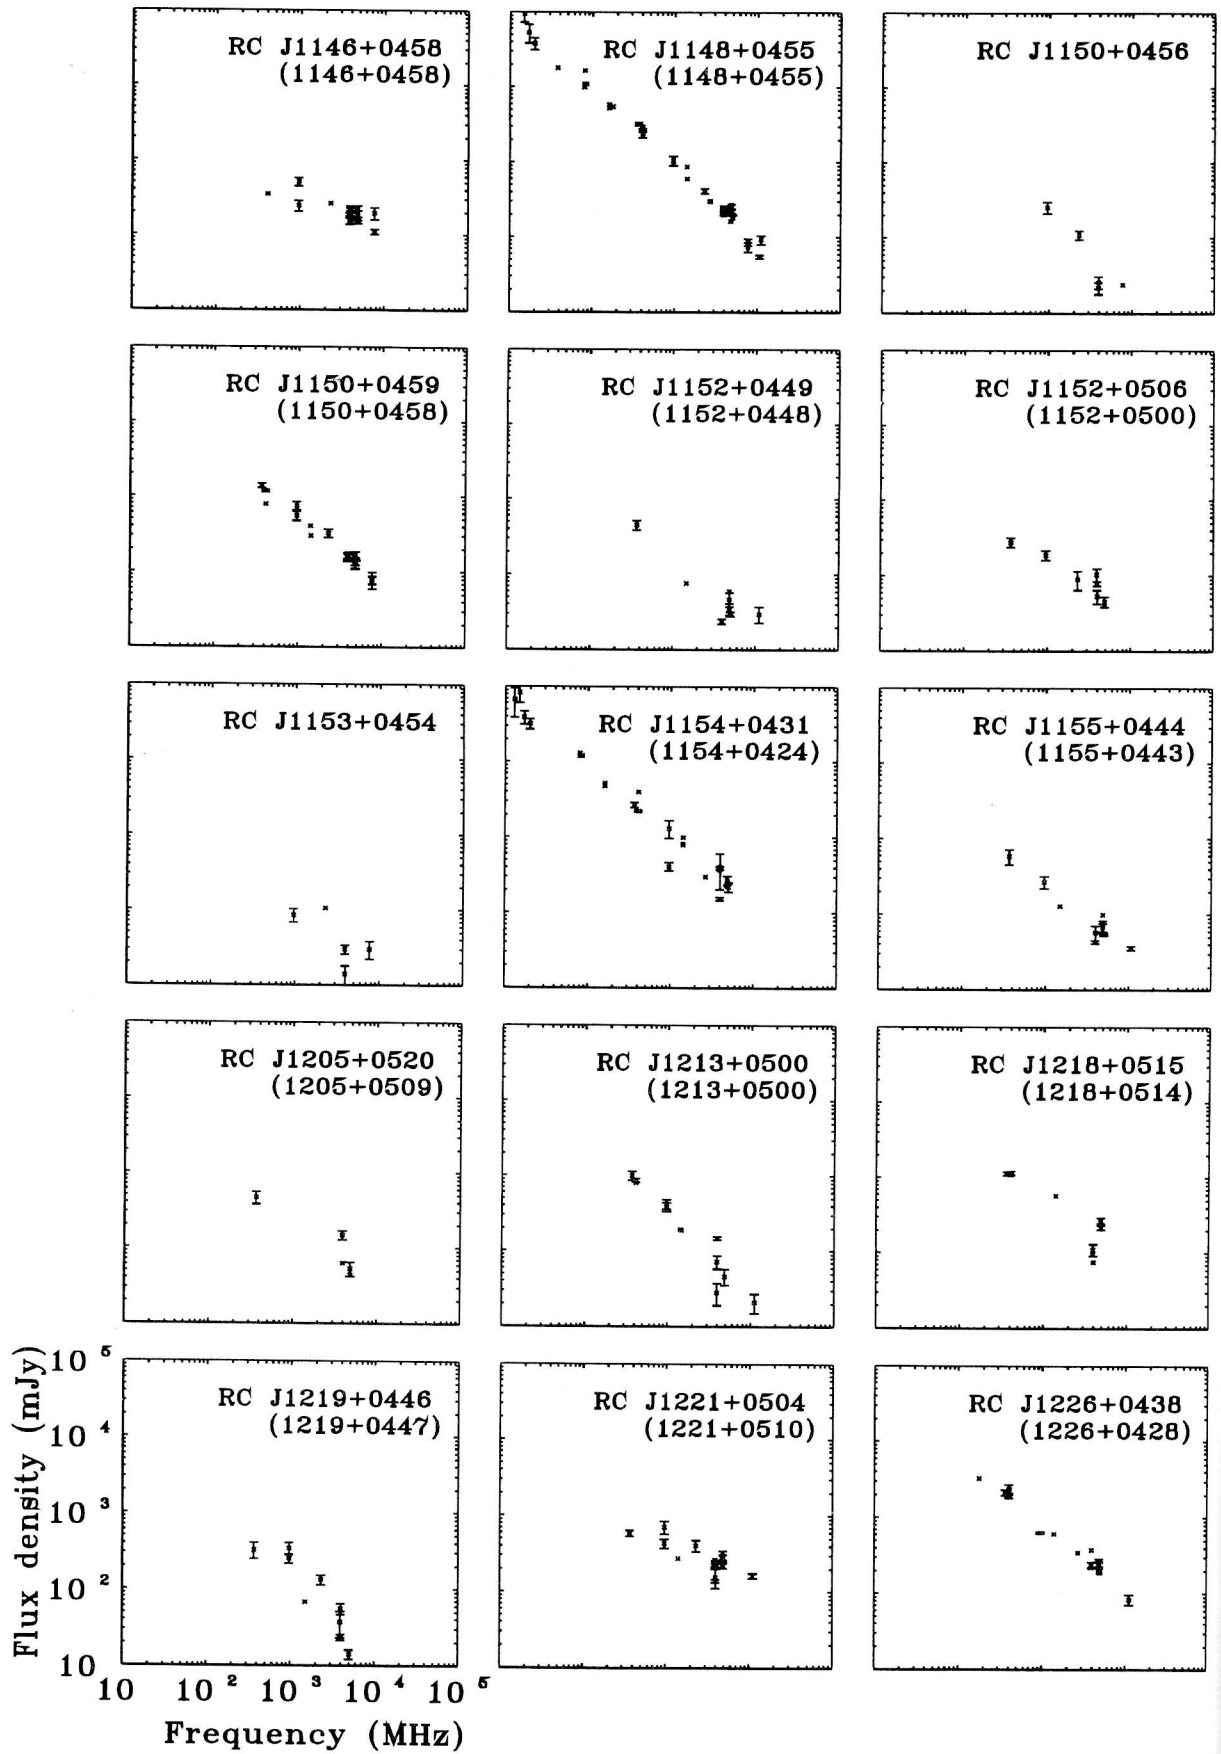 RC J1146+0458
(1146+0458)
RC J1148+0455
(1148+0455)
RC J1150+0456
RC J1150+0459
(1150+0458)
RC J1152+0449
(1152+0448)
RC J1152+0506
(1152+0500)
RC J1153+0454
RC J1154+0431
(1154+0424)
RC J1155+0444
(1155+0443)
RC J1205+0520
(1205+0509)
RC J1213+0500
(1213+0500)
RC J1218+0515
(1218+0514)
RC J1219+0446
(1219+0447)
RC J1221+0504
(1221+0510)
RC J1226+0438
(1226+0428)
Flux density (mJy)
10 5
10 4
10 3
10 2
10
10 10 2 10 3 10 4 10 5
Frequency (MHz)